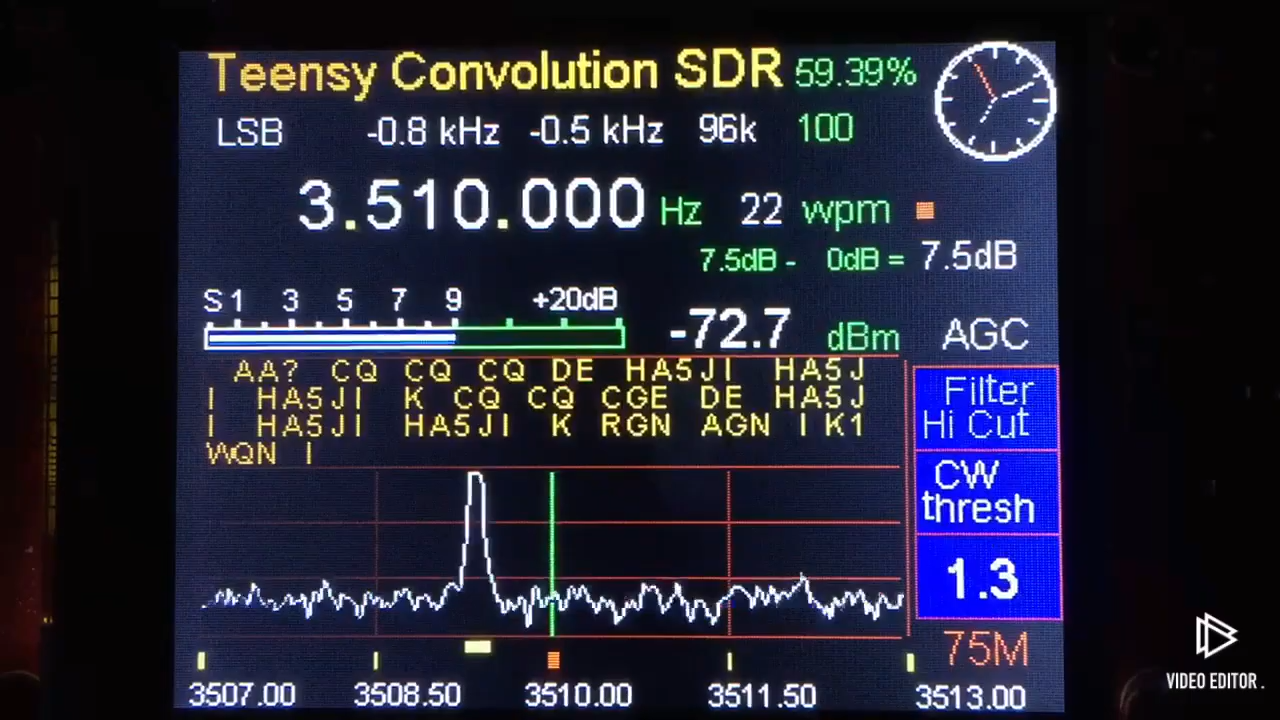 Teensy Convolution SDR 59.39%
LSB -0.8 kHz -0.5 kHz 96k 100
3.510.000 Hz 22 wpm
7.5dB - 0dB = 7.5dB
S 1 3 5 7 9 +20dB
-72.7 dBm AGC
AA? CQ CQ CQ DE HA5JI HA5J
I HA5JI K CQ CQ CGE DE HA5J
I HA5JI HA5JI K RGN AGN I K1
WQN I
Filter
Hi Cut
CW
thresh
1.3
75M
3507.00 3508.50 3510.00 3511.50 3513.00
VIDEO EDITOR .